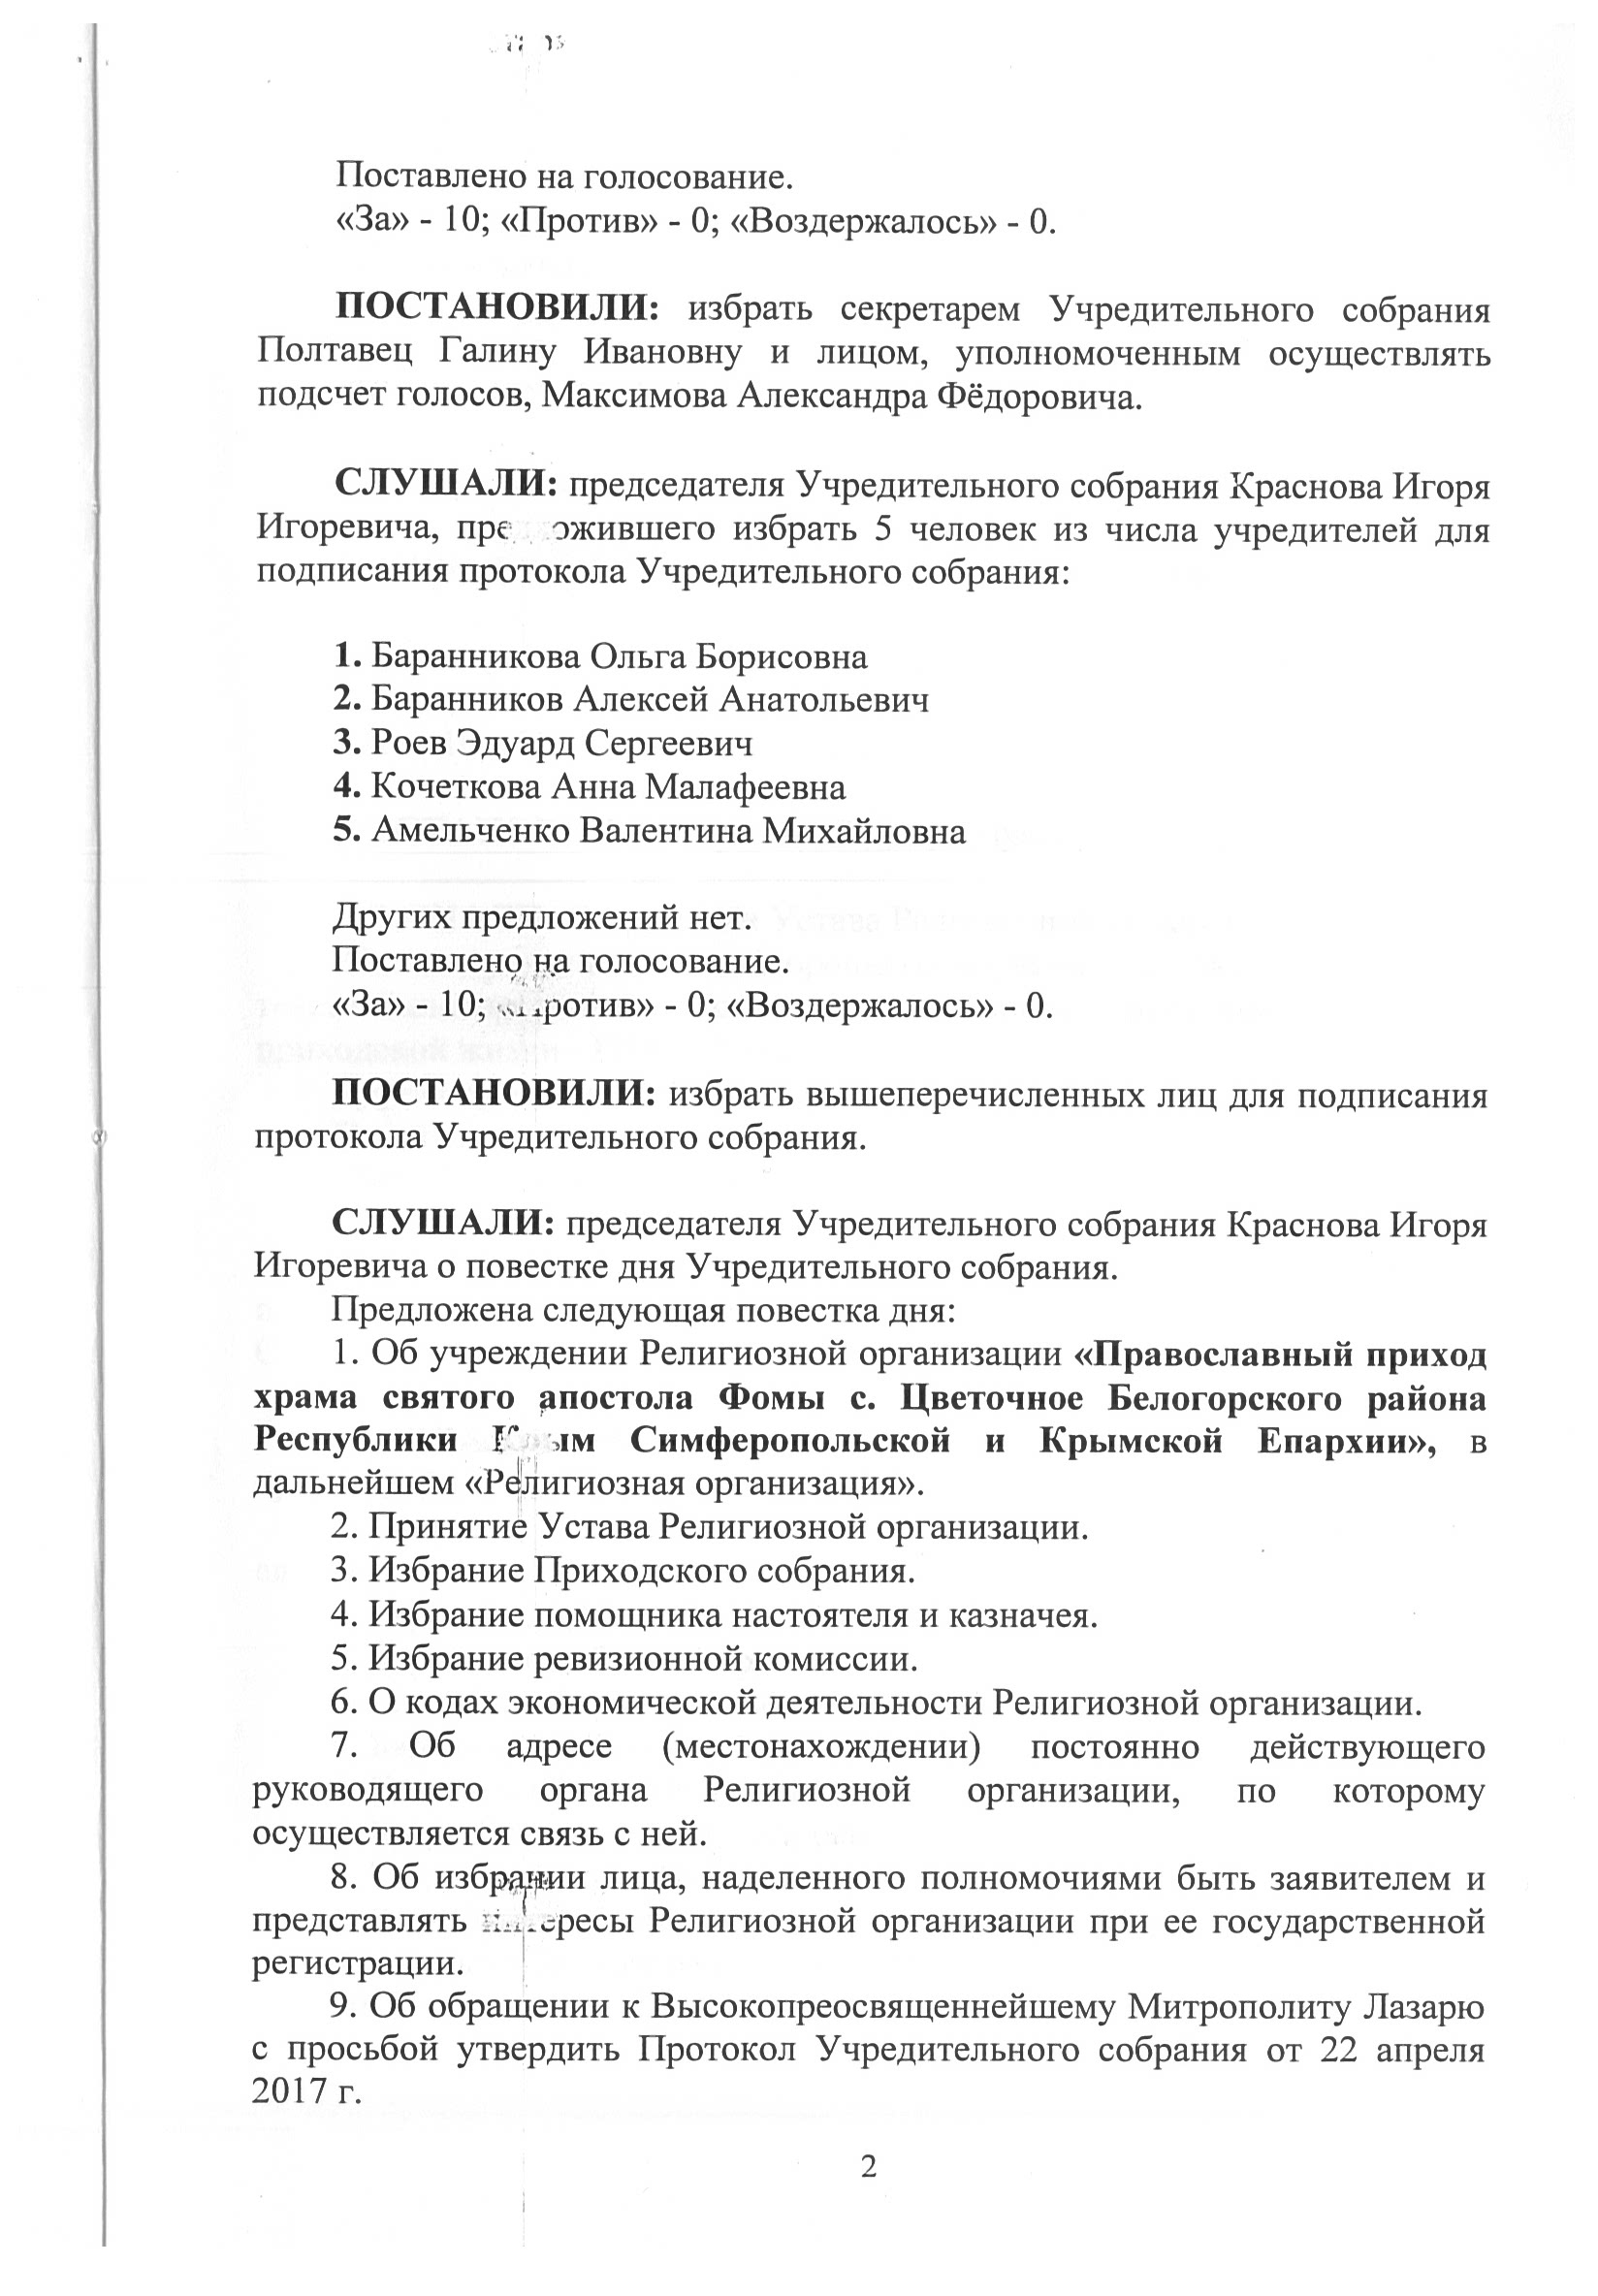 Поставлено на голосование.
«За» - 10; «Против» - 0; «Воздержалось» - 0.
ПОСТАНОВИЛИ: избрать секретарем Учредительного собрания
Полтавец Галину Ивановну и лицом, уполномоченным осуществлять
подсчет голосов, Максимова Александра Фёдоровича.
СЛУШАЛИ: председателя Учредительного собрания Краснова Игоря
Игоревича, предложившего избрать 5 человек из числа учредителей для
подписания протокола Учредительного собрания:
1. Баранникова Ольга Борисовна
2. Баранников Алексей Анатольевич
3. Роев Эдуард Сергеевич
4. Кочеткова Анна Малафеевна
5. Амельченко Валентина Михайловна
Других предложений нет.
Поставлено на голосование.
«За» - 10; «Против» - 0; «Воздержалось» - 0.
ПОСТАНОВИЛИ: избрать вышеперечисленных лиц для подписания
протокола Учредительного собрания.
СЛУШАЛИ: председателя Учредительного собрания Краснова Игоря
Игоревича о повестке дня Учредительного собрания.
Предложена следующая повестка дня:
1. Об учреждении Религиозной организации «Православный приход
храма святого апостола Фомы с. Цветочное Белогорского района
Республики Крым Симферопольской и Крымской Епархии», в
дальнейшем «Религиозная организация».
2. Принятие Устава Религиозной организации.
3. Избрание Приходского собрания.
4. Избрание помощника настоятеля и казначея.
5. Избрание ревизионной комиссии.
6. О кодах экономической деятельности Религиозной организации.
7. Об адресе (местонахождении) постоянно действующего
руководящего органа Религиозной организации, по которому
осуществляется связь с ней.
8. Об избрании лица, наделенного полномочиями быть заявителем и
представлять интересы Религиозной организации при ее государственной
регистрации.
9. Об обращении к Высокопреосвященнейшему Митрополиту Лазарю
с просьбой утвердить Протокол Учредительного собрания от 22 апреля
2017 г.
2